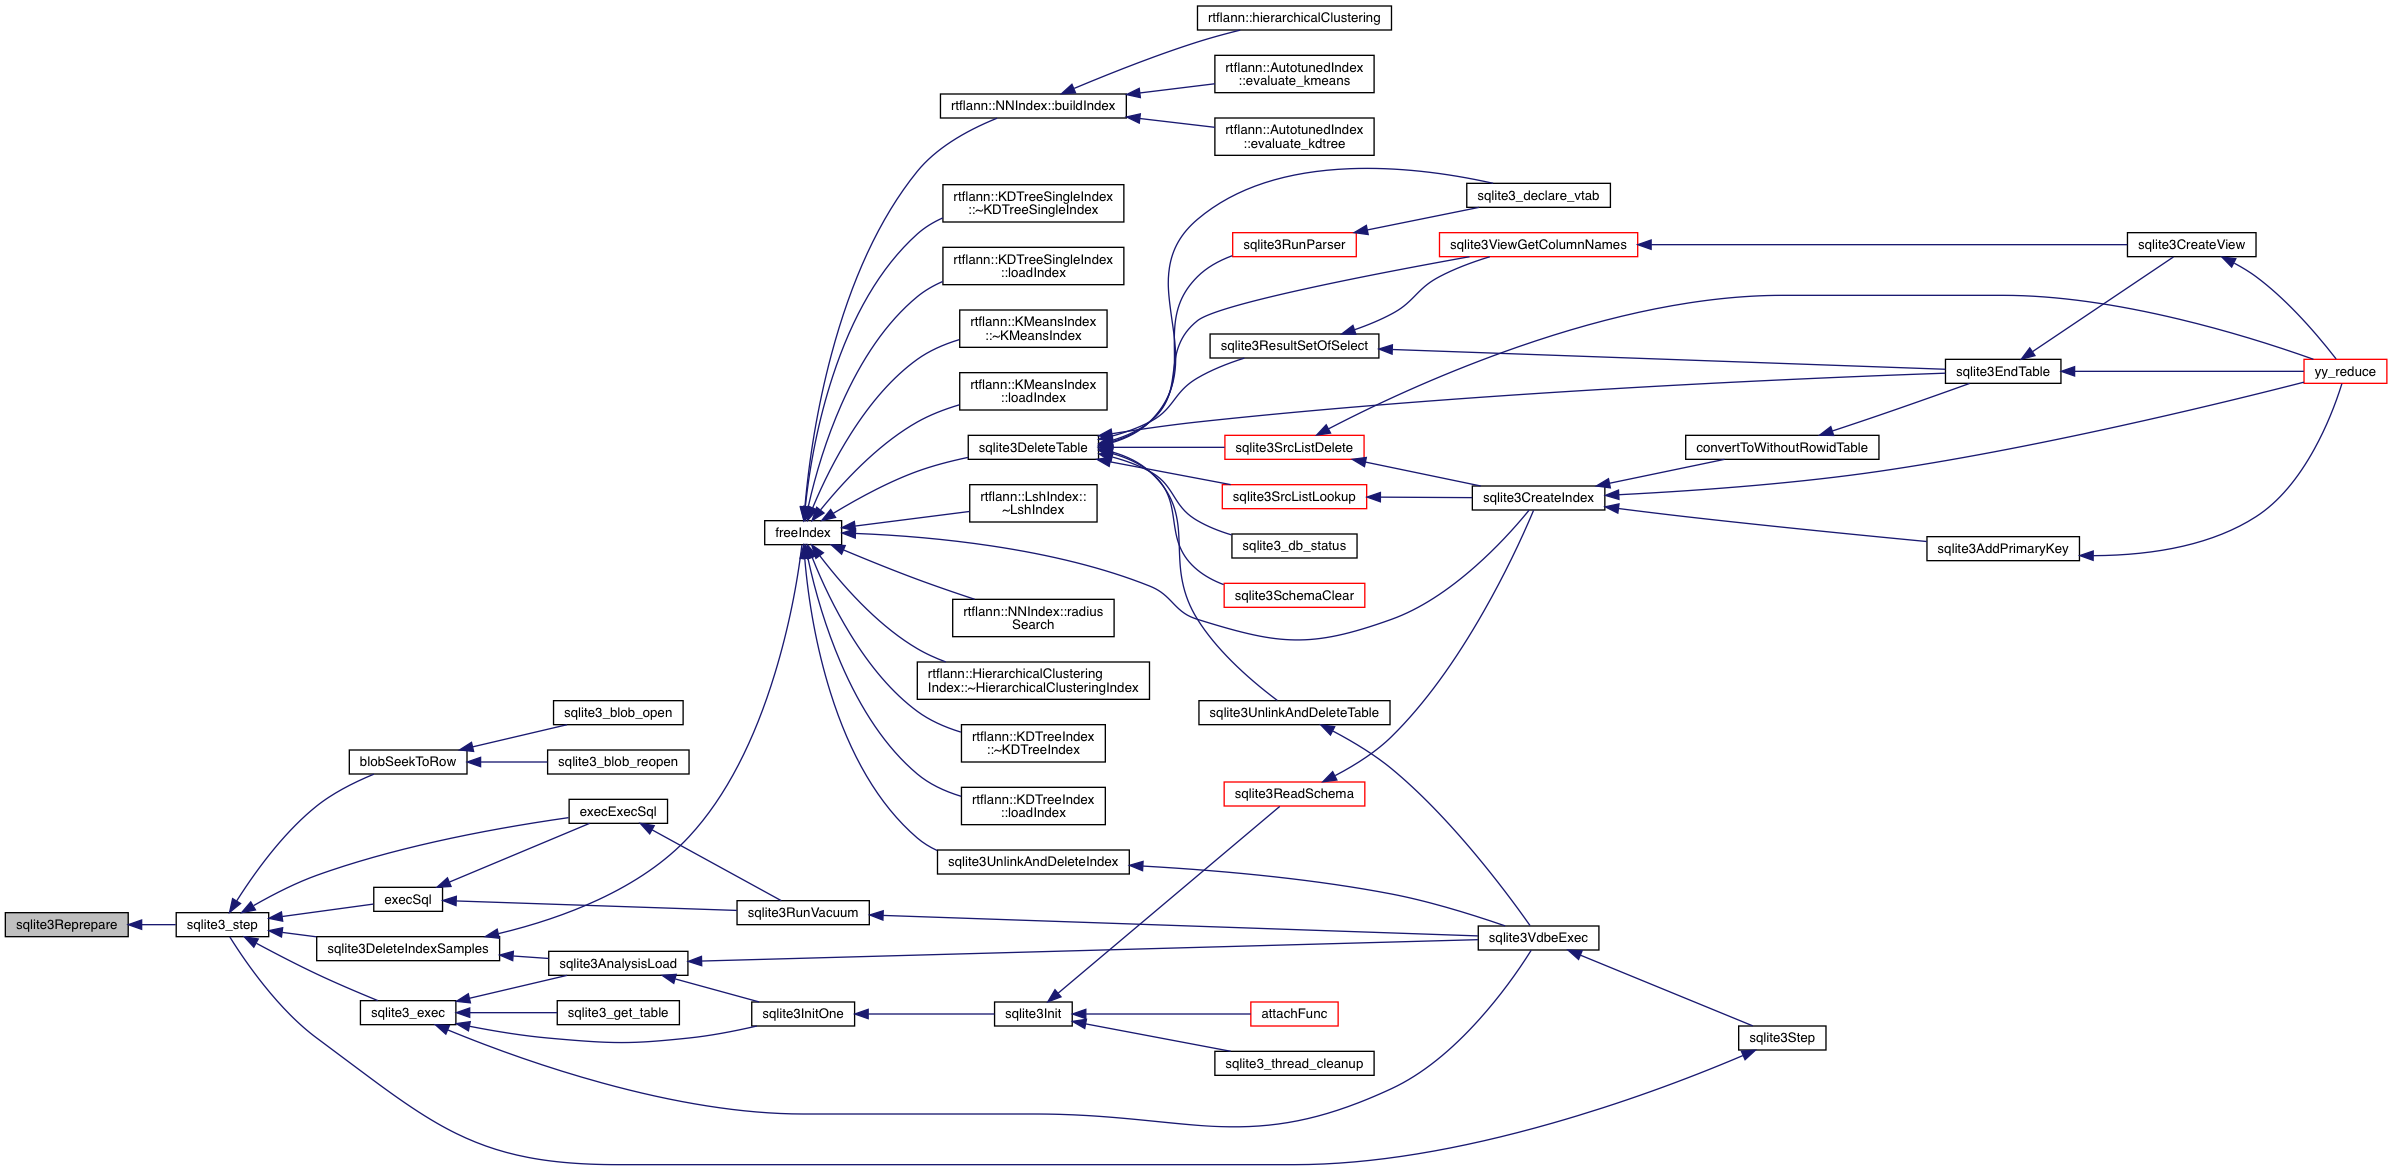 rtflann::hierarchicalClustering
rtflann::AutotunedIndex
::evaluate_kmeans
rtflann::NNIndex::buildIndex
rtflann::AutotunedIndex
::evaluate_kdtree
rtflann::KDTreeSingleIndex
::~KDTreeSingleIndex
sqlite3_declare_vtab
sqlite3RunParser
sqlite3ViewGetColumnNames
sqlite3CreateView
rtflann::KDTreeSingleIndex
::loadIndex
rtflann::KMeansIndex
::~KMeansIndex
sqlite3ResultSetOfSelect
sqlite3EndTable
yy_reduce
rtflann::KMeansIndex
::loadIndex
sqlite3DeleteTable
sqlite3SrcListDelete
convertToWithoutRowidTable
rtflann::LshIndex::
~LshIndex
sqlite3SrcListLookup
sqlite3CreateIndex
freeIndex
sqlite3_db_status
sqlite3AddPrimaryKey
sqlite3SchemaClear
rtflann::NNIndex::radius
Search
rtflann::HierarchicalClustering
Index::~HierarchicalClusteringIndex
sqlite3_blob_open
sqlite3UnlinkAndDeleteTable
rtflann::KDTreeIndex
::~KDTreeIndex
blobSeekToRow
sqlite3_blob_reopen
sqlite3ReadSchema
rtflann::KDTreeIndex
::loadIndex
execExecSql
sqlite3UnlinkAndDeleteIndex
execSql
sqlite3RunVacuum
sqlite3Reprepare
sqlite3_step
sqlite3VdbeExec
sqlite3DeleteIndexSamples
sqlite3AnalysisLoad
sqlite3_exec
sqlite3_get_table
sqlite3InitOne
sqlite3Init
attachFunc
sqlite3Step
sqlite3_thread_cleanup